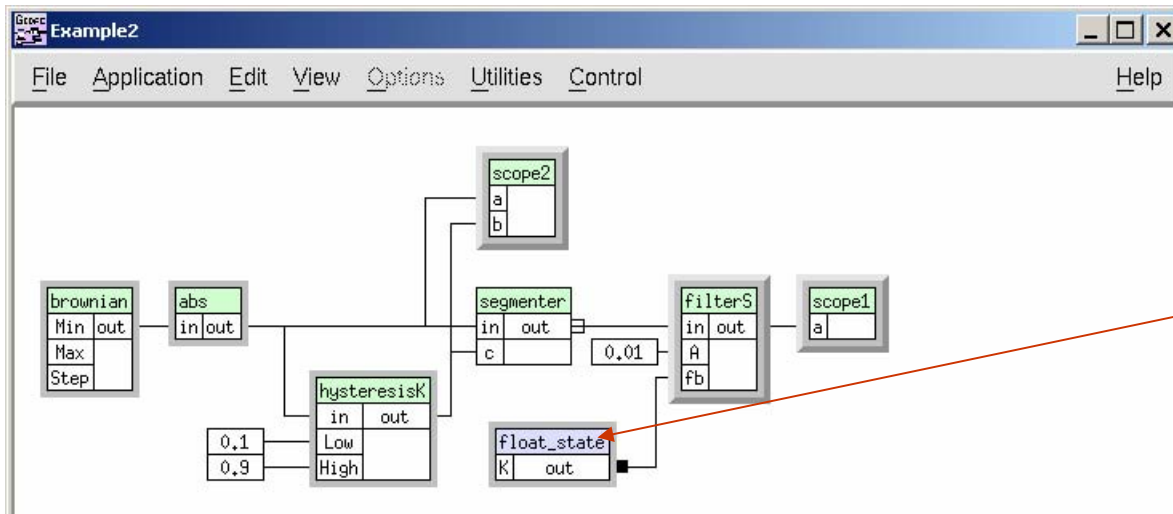 Example2
File Application Edit View Options Utilities Control Help
scope2
a
b
brownian
Min out
Max
Step
abs
in out
segmenter
in out
c
filterS
in out
A
fb
0.01
scope1
a
hysteresisK
in out
Low
High
0.1
0.9
float_state
K out